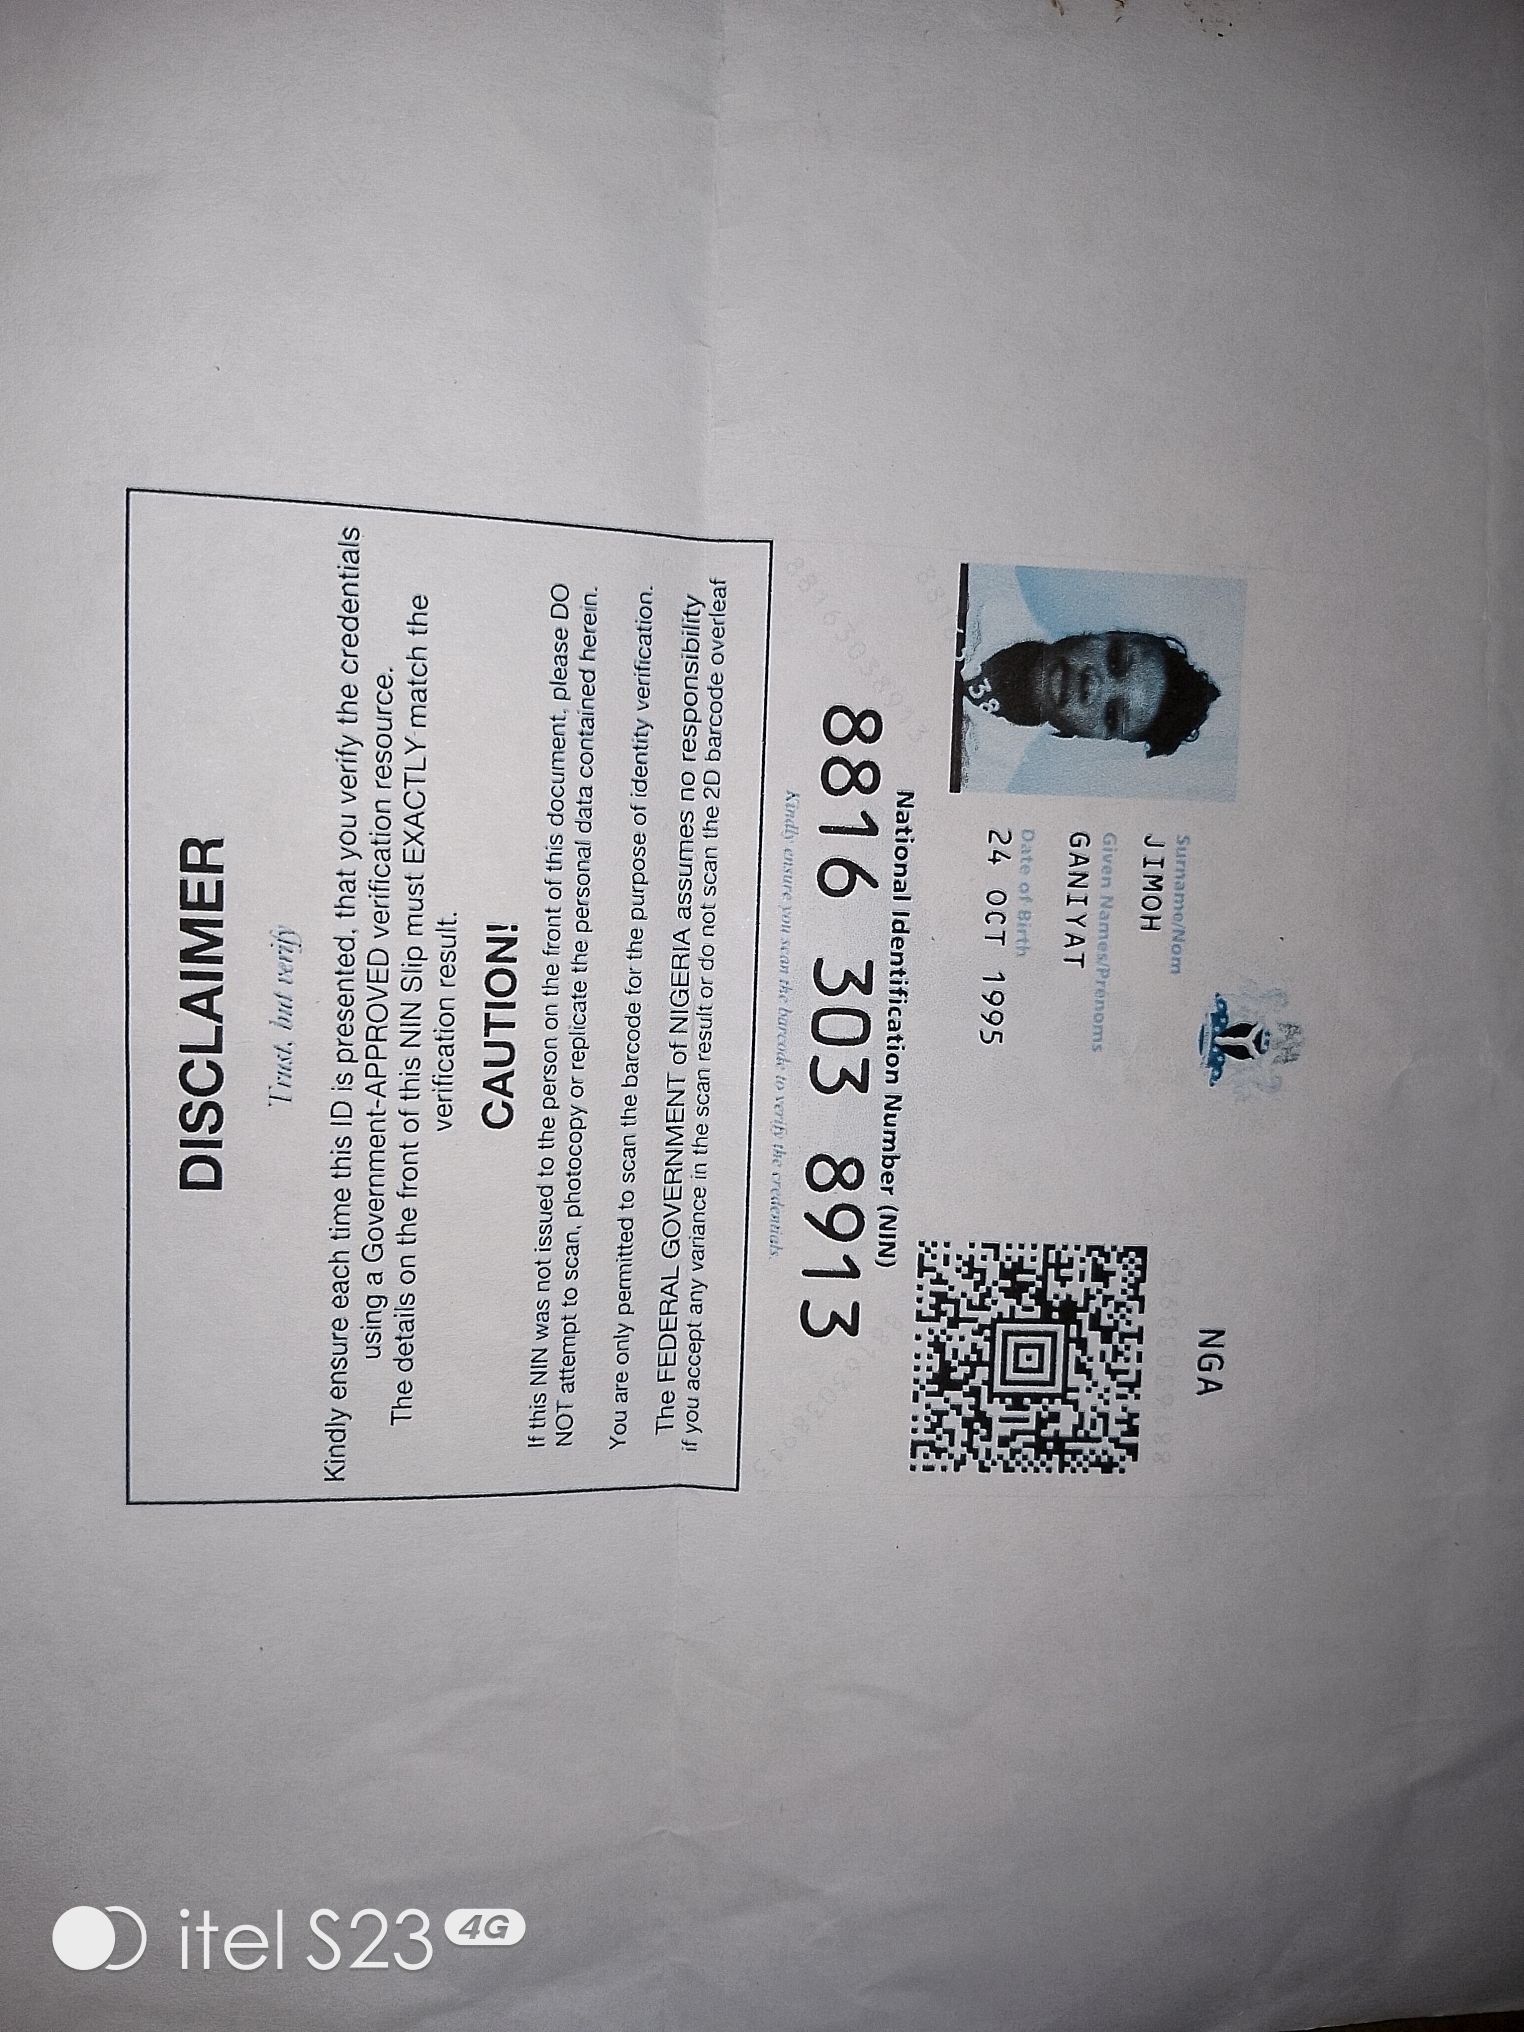 DISCLAIMER
Trust, but verify
Kindly ensure each time this ID is presented, that you verify the credentials
using a Government-APPROVED verification resource.
The details on the front of this NIN Slip must EXACTLY match the
verification result.
CAUTION!
If this NIN was not issued to the person on the front of this document, please DO
NOT attempt to scan, photocopy or replicate the personal data contained herein.
You are only permitted to scan the barcode for the purpose of identity verification.
The FEDERAL GOVERNMENT of NIGERIA assumes no responsibility
if you accept any variance in the scan result or do not scan the 2D barcode overleaf
NGA
Surname/Nom
JIMOH
Given Names/Prenoms
GANIYAT
Date of Birth
24 OCT 1995
National Identification Number (NIN)
8816 303 8913
Kindly ensure you scan the barcode to verify the credentials
itel S23 4G